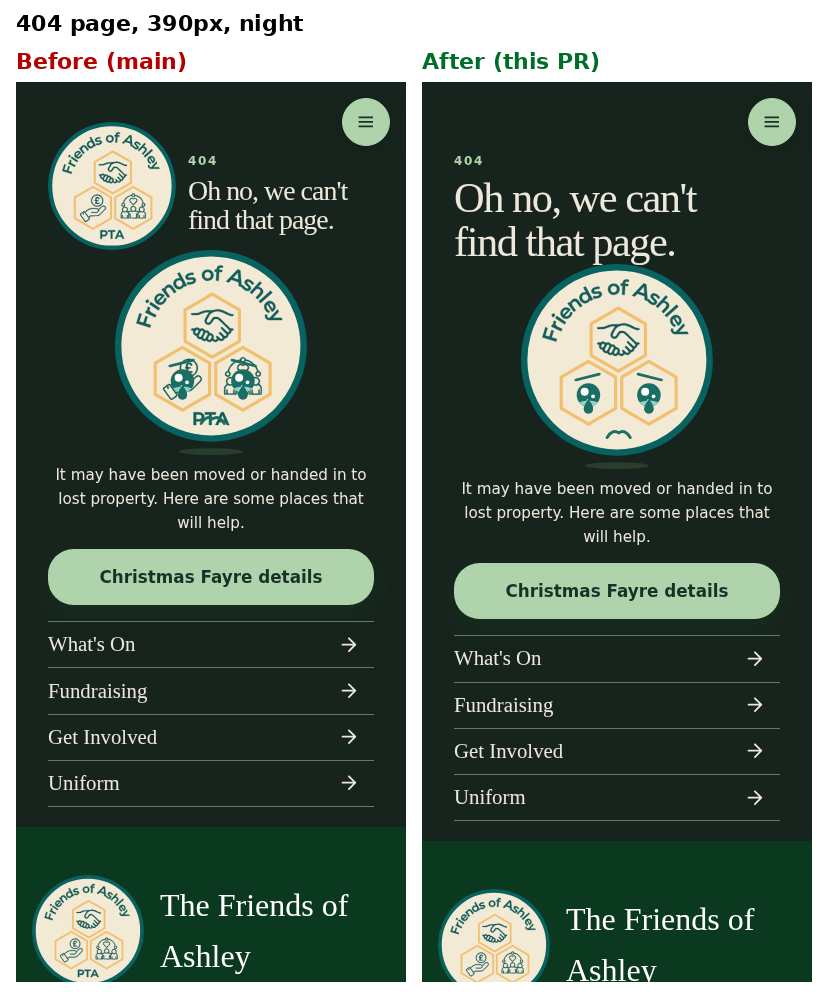 404 page, 390px, night
Before (main)
Friends of Ashley
£
PTA
404
Oh no, we can't
find that page.
Friends of Ashley
£
PTA
It may have been moved or handed in to
lost property. Here are some places that
will help.
Christmas Fayre details
What's On
Fundraising
Get Involved
Uniform
Friends of Ashley
£
PTA
The Friends of
Ashley
After (this PR)
404
Oh no, we can't
find that page.
Friends of Ashley
It may have been moved or handed in to
lost property. Here are some places that
will help.
Christmas Fayre details
What's On
Fundraising
Get Involved
Uniform
Friends of Ashley
£
The Friends of
Ashley